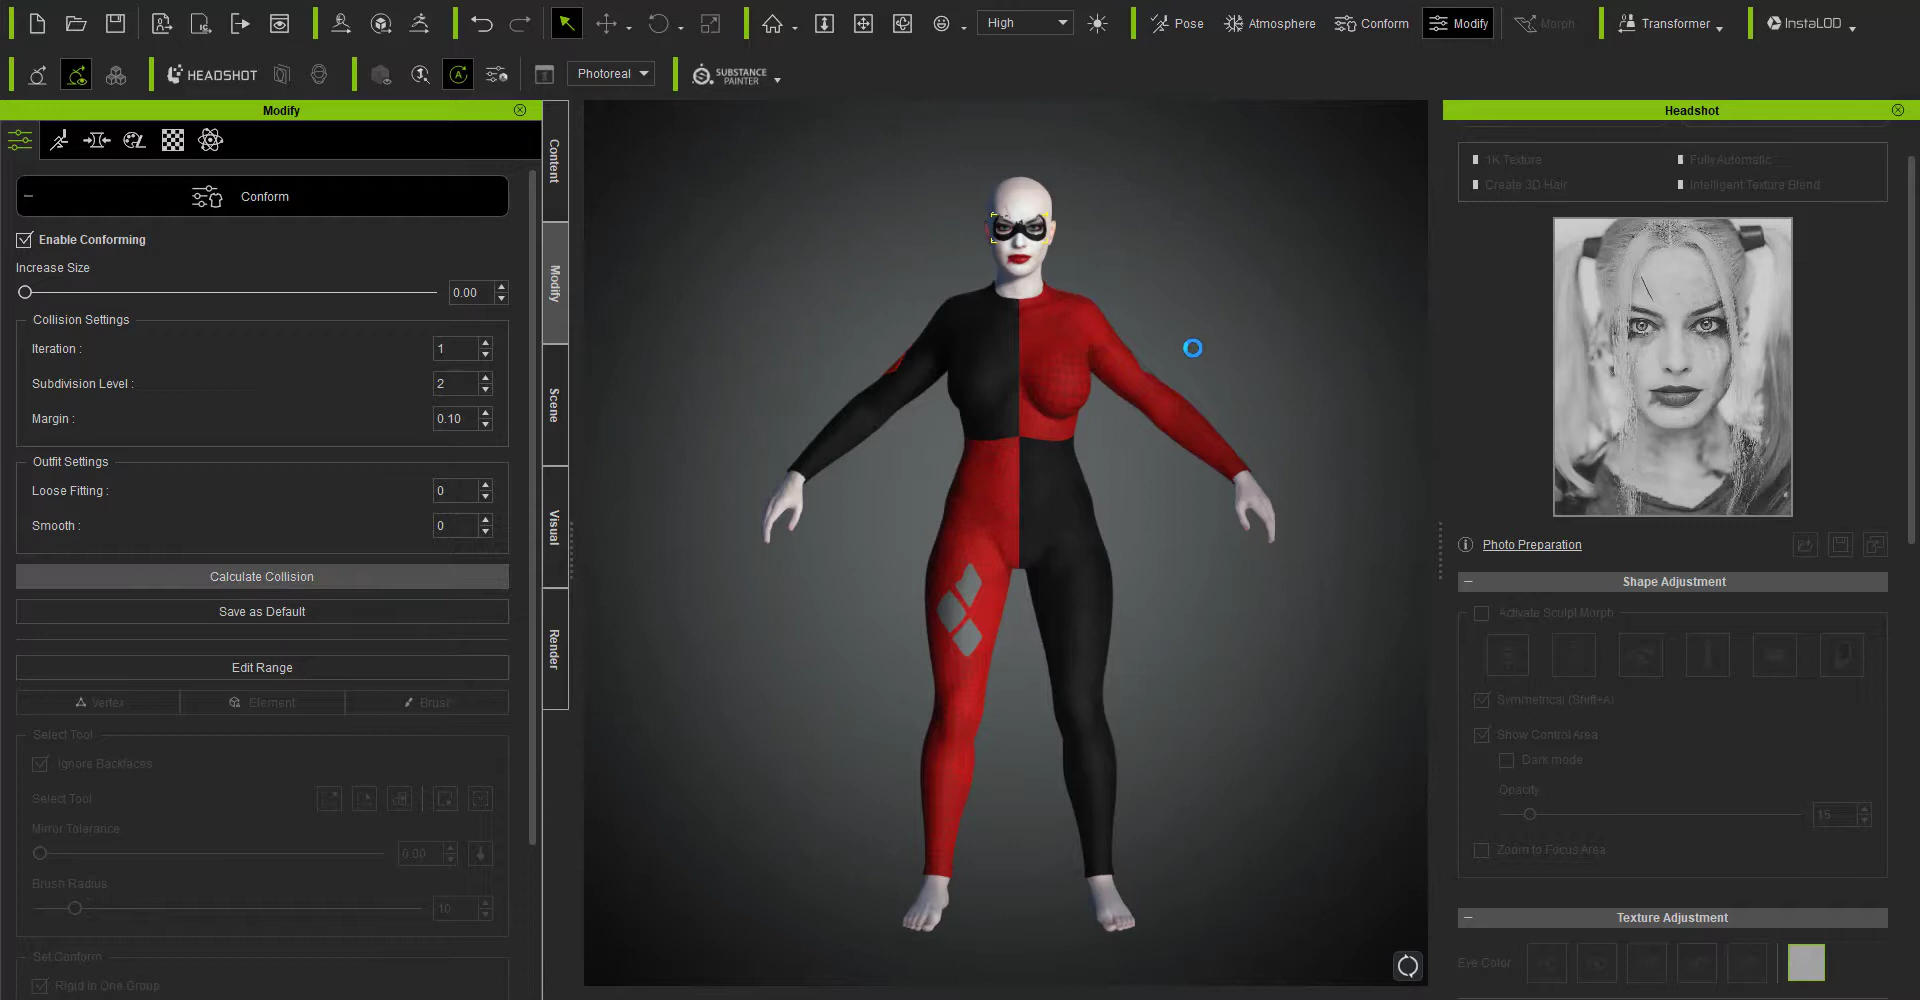 High
Pose
Atmosphere
Conform
Modify
Morph
Transformer
InstaLOD
HEADSHOT
Photoreal
SUBSTANCE
PAINTER
Modify
Conform
Enable Conforming
Increase Size
0.00
Collision Settings
Iteration :
1
Subdivision Level :
2
Margin :
0.10
Outfit Settings
Loose Fitting :
0
Smooth :
0
Calculate Collision
Save as Default
Edit Range
Vertex
Element
Brush
Select Tool
Ignore Backfaces
Select Tool
Mirror Tolerance
0.00
Brush Radius
10
Set Conform
Rigid In One Group
Content
Modify
Scene
Visual
Render
Headshot
1K Texture
Fully Automatic
Create 3D Hair
Intelligent Texture Blend
Photo Preparation
Shape Adjustment
Activate Sculpt Morph
Symmetrical (Shift+A)
Show Control Area
Dark mode
Opacity
15
Zoom to Focus Area
Texture Adjustment
Eye Color